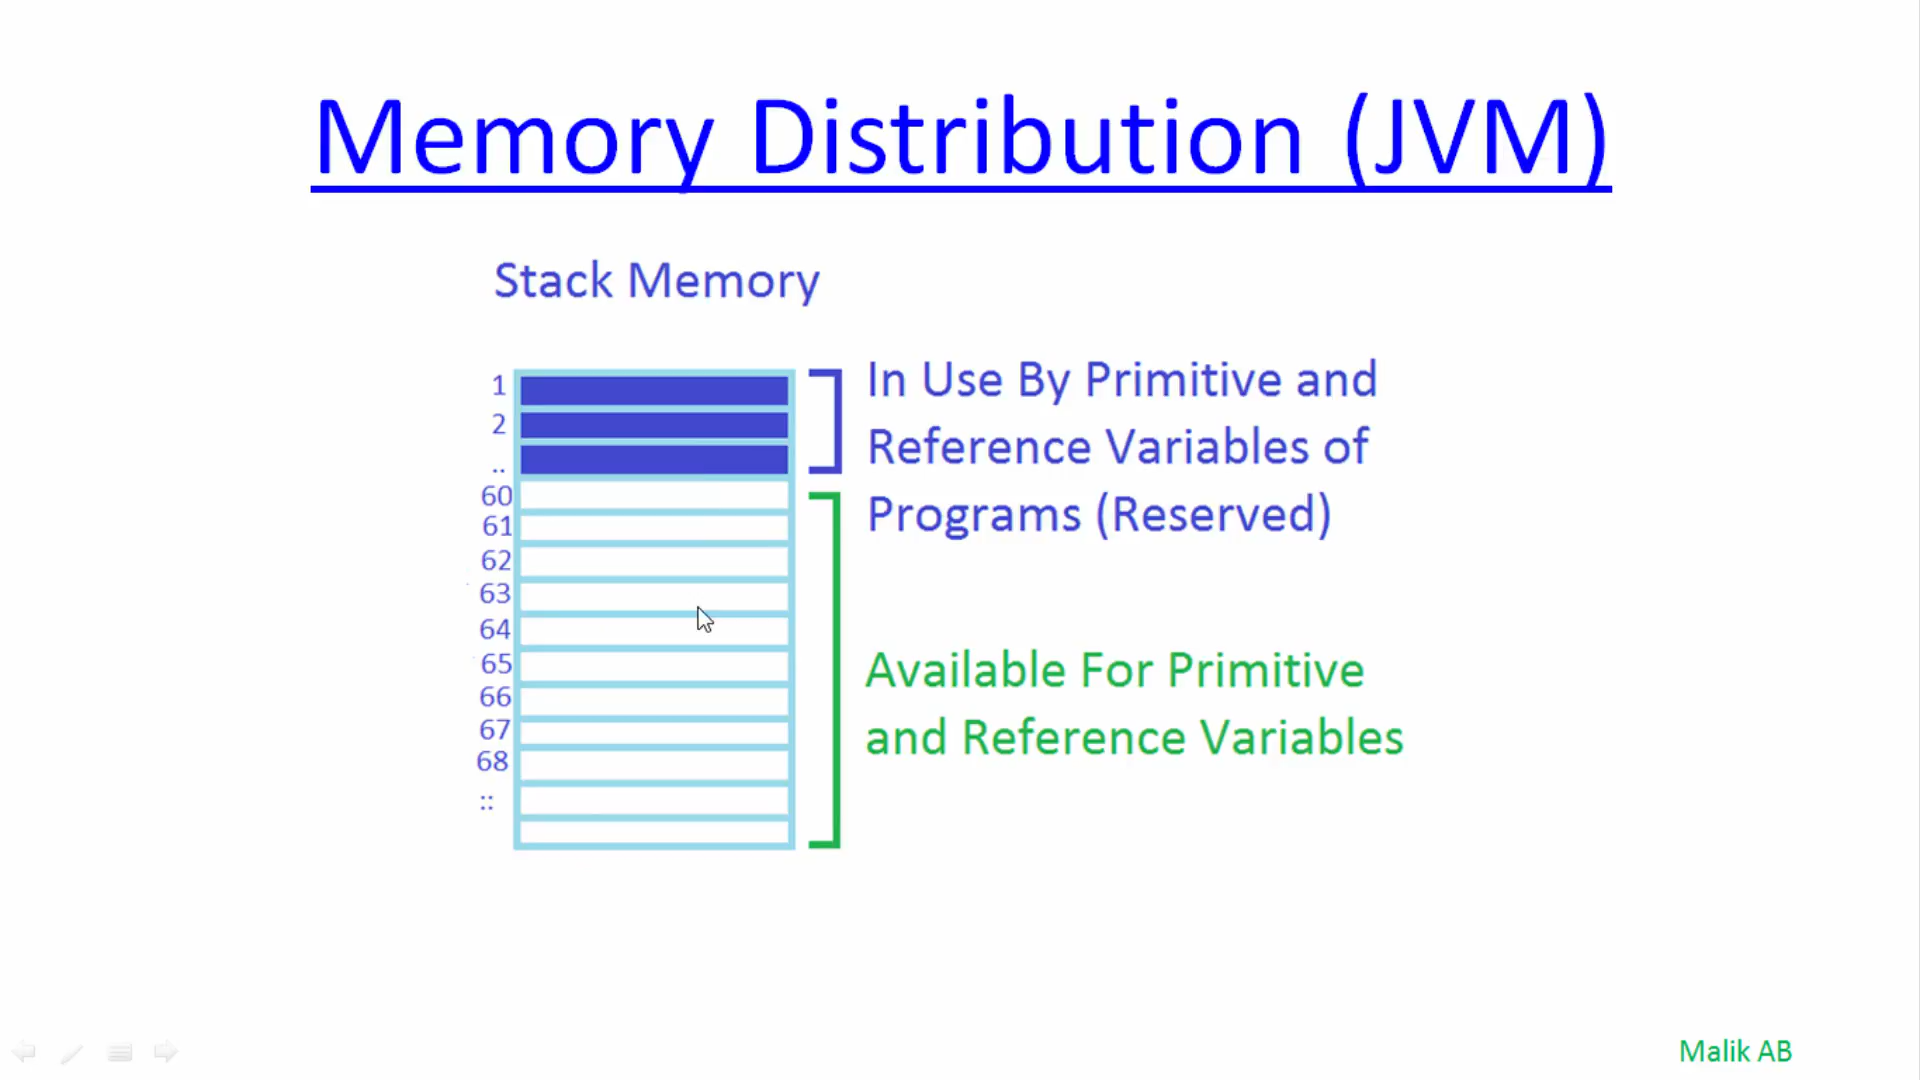 Memory Distribution (JVM)
Stack Memory
1
2
..
60
61
62
63
64
65
66
67
68
::
In Use By Primitive and
Reference Variables of
Programs (Reserved)
Available For Primitive
and Reference Variables
Malik AB